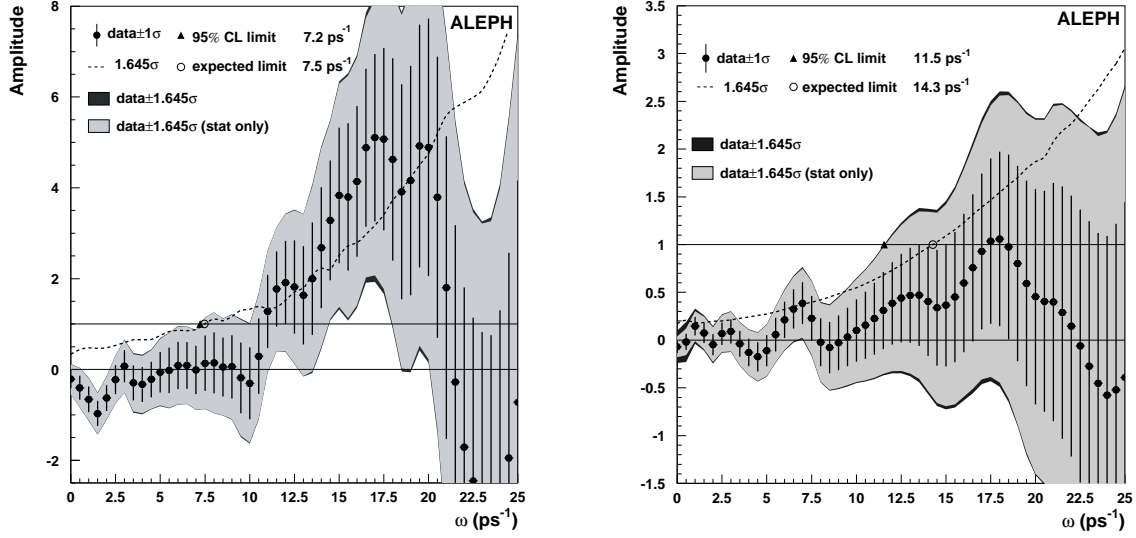 Amplitude
8
6
4
2
0
-2
ALEPH
data±1σ
95% CL limit 7.2 ps-1
1.645σ
expected limit 7.5 ps-1
data±1.645σ
data±1.645σ (stat only)
0 2.5 5 7.5 10 12.5 15 17.5 20 22.5 25
ω (ps-1)
Amplitude
3.5
3
2.5
2
1.5
1
0.5
0
-0.5
-1
-1.5
ALEPH
data±1σ
95% CL limit 11.5 ps-1
1.645σ
expected limit 14.3 ps-1
data±1.645σ
data±1.645σ (stat only)
0 2.5 5 7.5 10 12.5 15 17.5 20 22.5 25
ω (ps-1)